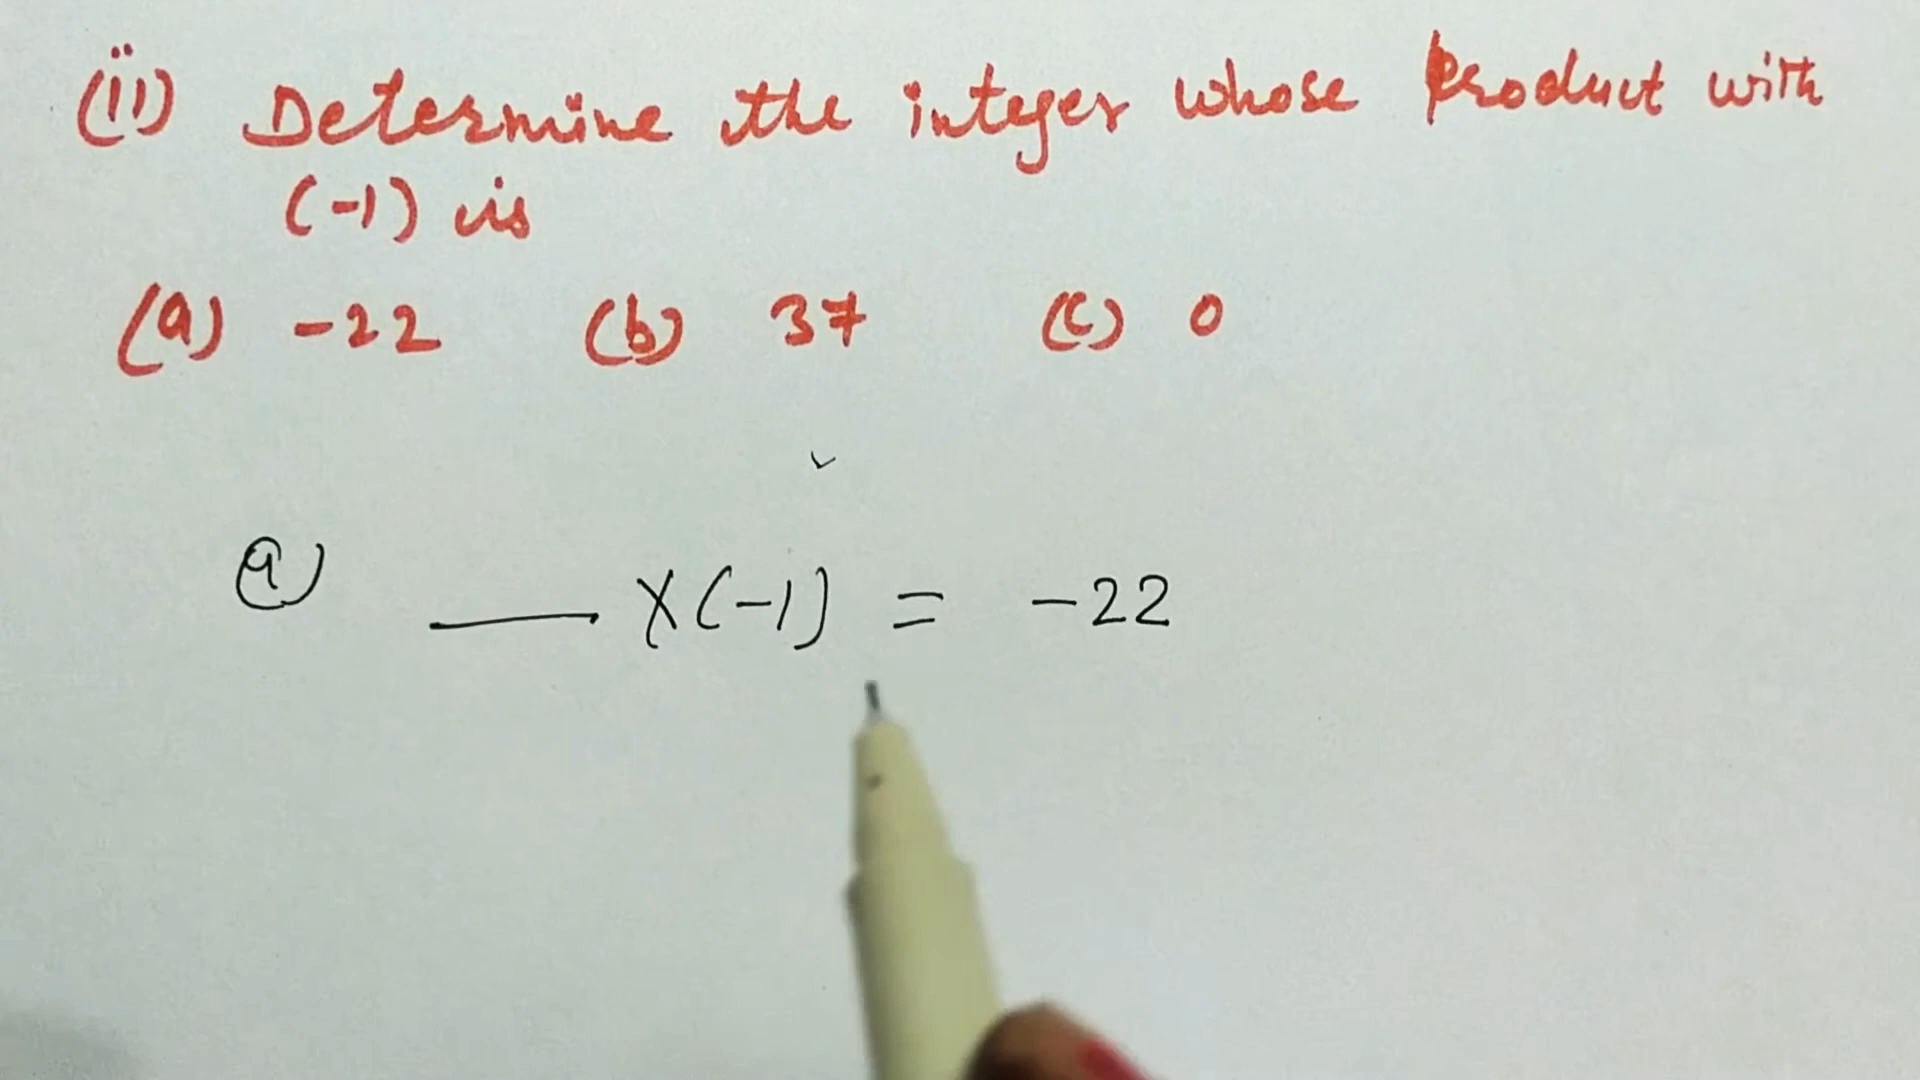 (ii) Determine the integer whose product with
(-1) is
(a) -22 (b) 37 (c) 0
(a) ___ X (-1) = -22